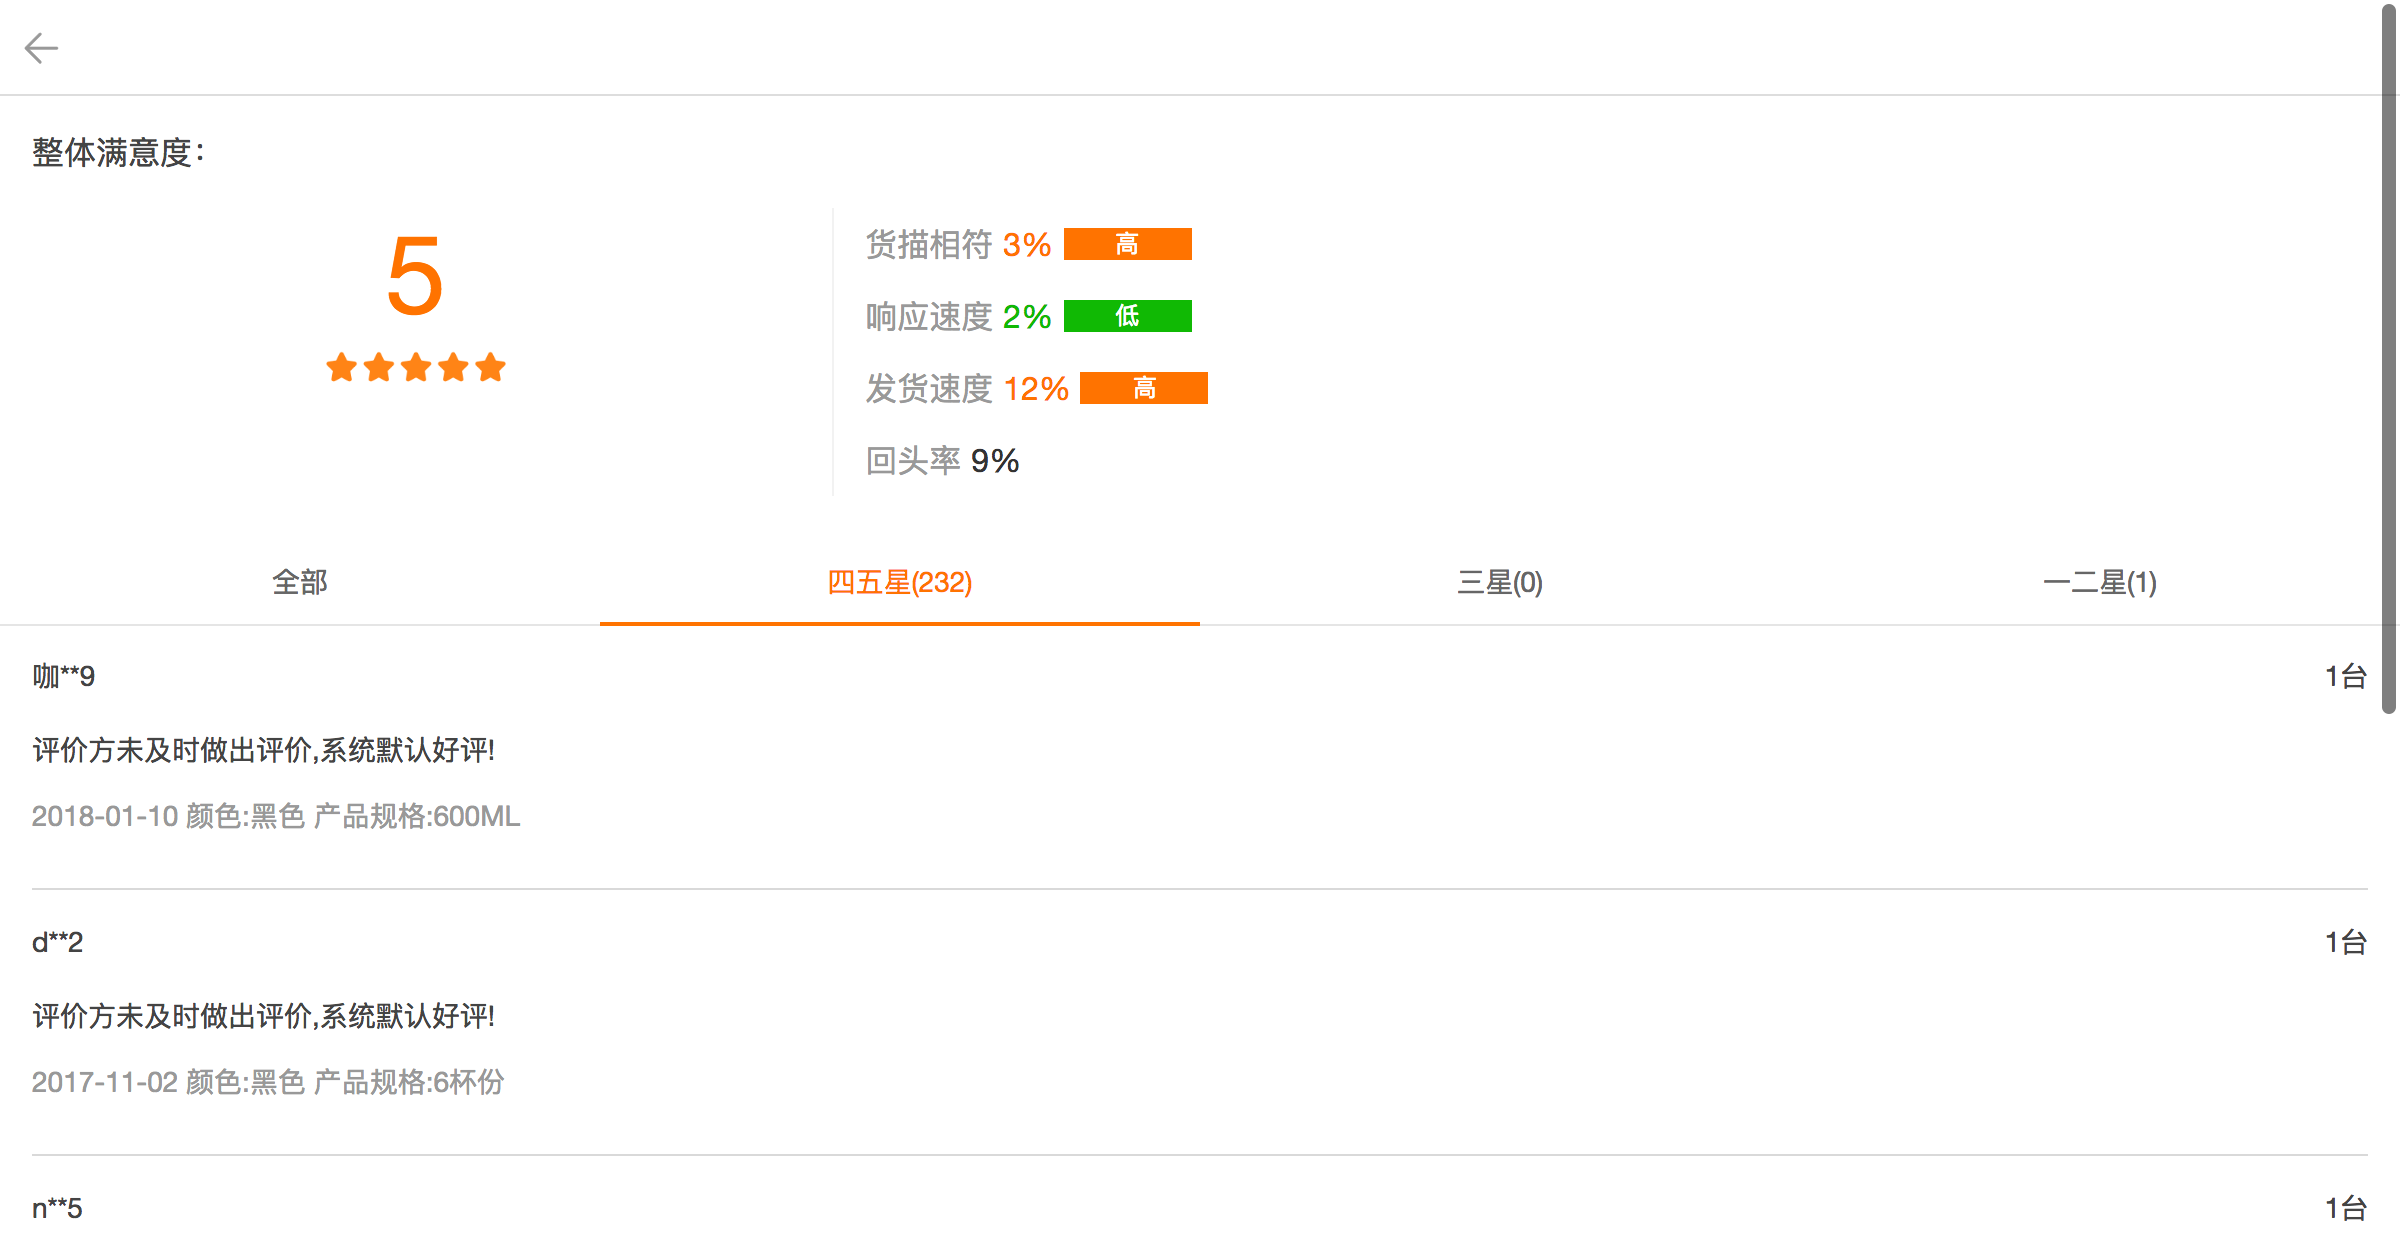 整体满意度：
5
货描相符 3% 高
响应速度 2% 低
发货速度 12% 高
回头率 9%
全部 四五星(232) 三星(0) 一二星(1)
咖**9 1台
评价方未及时做出评价,系统默认好评!
2018-01-10 颜色:黑色 产品规格:600ML
d**2 1台
评价方未及时做出评价,系统默认好评!
2017-11-02 颜色:黑色 产品规格:6杯份
n**5 1台